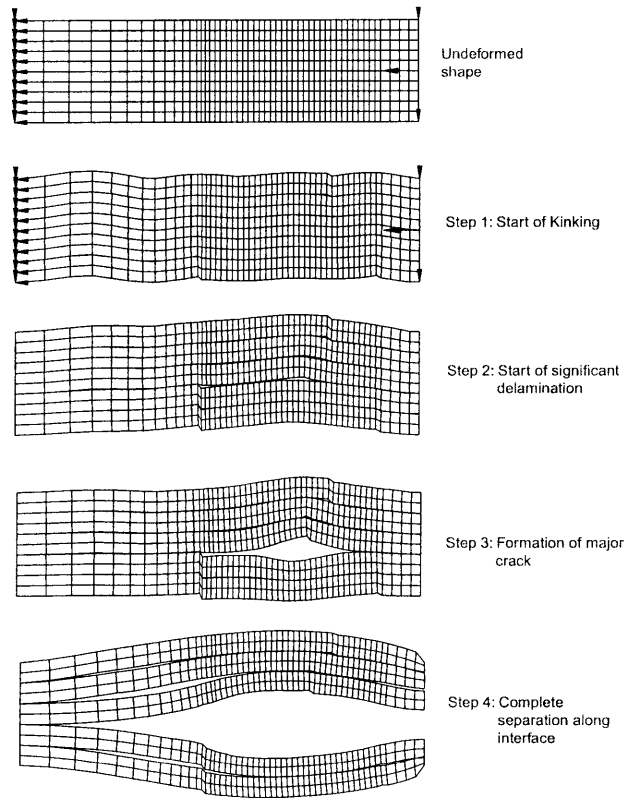 Undeformed
shape
Step 1: Start of Kinking
Step 2: Start of significant
delamination
Step 3: Formation of major
crack
Step 4: Complete
separation along
interface